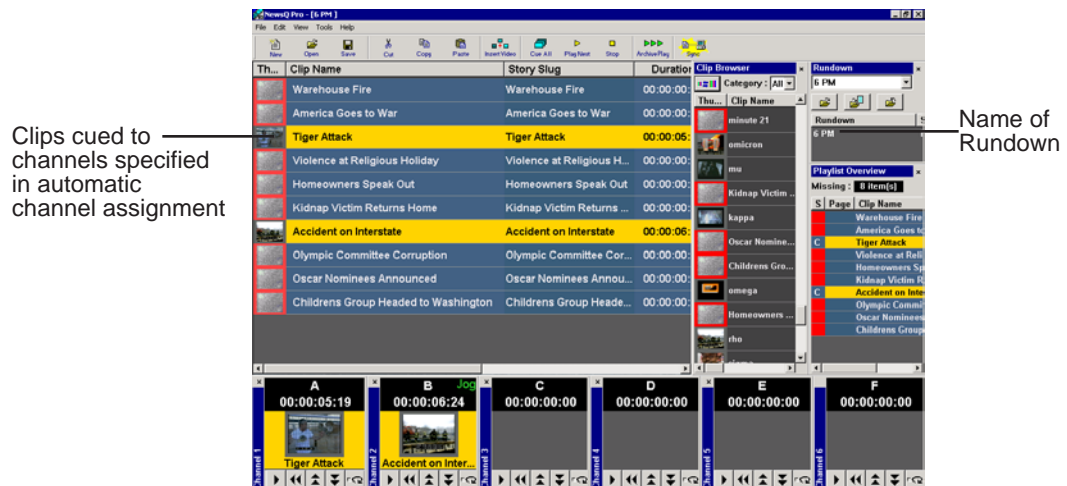 NewsQ Pro - [6 PM ]
File Edit View Tools Help
New Open Save Cut Copy Paste Insert Video Cue All Play Next Stop Archive Play Sync
Th... Clip Name Story Slug Duration
Warehouse Fire Warehouse Fire 00:00:00:
America Goes to War America Goes to War 00:00:00:
Tiger Attack Tiger Attack 00:00:05:
Violence at Religious Holiday Violence at Religious H... 00:00:00:
Homeowners Speak Out Homeowners Speak Out 00:00:00:
Kidnap Victim Returns Home Kidnap Victim Returns ... 00:00:00:
Accident on Interstate Accident on Interstate 00:00:06:
Olympic Committee Corruption Olympic Committee Cor... 00:00:00:
Oscar Nominees Announced Oscar Nominees Annou... 00:00:00:
Childrens Group Headed to Washington Childrens Group Heade... 00:00:00:
Clip Browser
Category : All
Thu... Clip Name
minute 21
omicron
mu
Kidnap Victim ..
kappa
Oscar Nomine...
Childrens Gro...
omega
Homeowners ...
rho
sigma
Rundown
6 PM
Rundown S
6 PM
Playlist Overview
Missing : 8 item(s)
S Page Clip Name
Warehouse Fire
America Goes to
C Tiger Attack
Violence at Reli
Homeowners Sp
Kidnap Victim R
C Accident on Inte
Olympic Commi
Oscar Nominees
Childrens Group
Clips cued to
channels specified
in automatic
channel assignment
Name of
Rundown
Channel 1
A
00:00:05:19
Tiger Attack
Channel 2
B Jog
00:00:06:24
Accident on Inter...
Channel 3
C
00:00:00:00
Channel 4
D
00:00:00:00
Channel 5
E
00:00:00:00
Channel 6
F
00:00:00:00